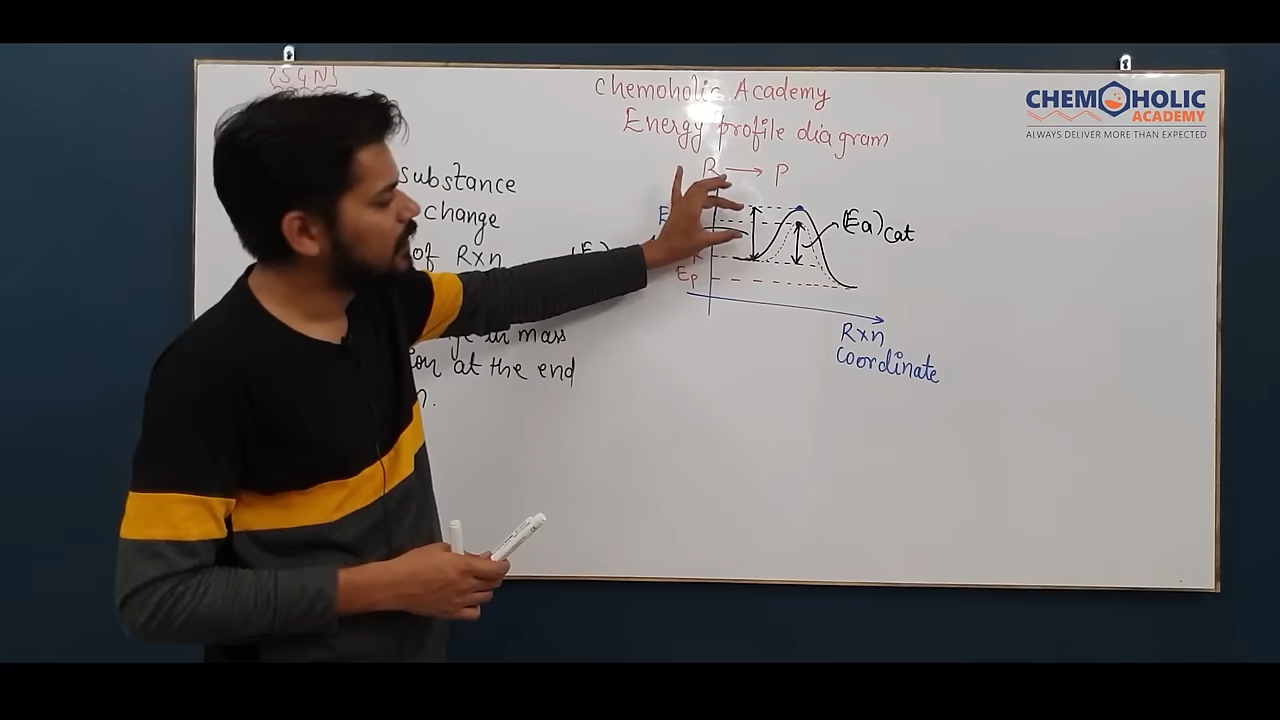 {S G.N}
Chemoholic Academy
Energy profile diagram
R → P
substance
change
of Rxn
in mass
at the end
(Ea)cat
Ep
Rxn
coordinate
CHEMOHOLIC
ACADEMY
ALWAYS DELIVER MORE THAN EXPECTED